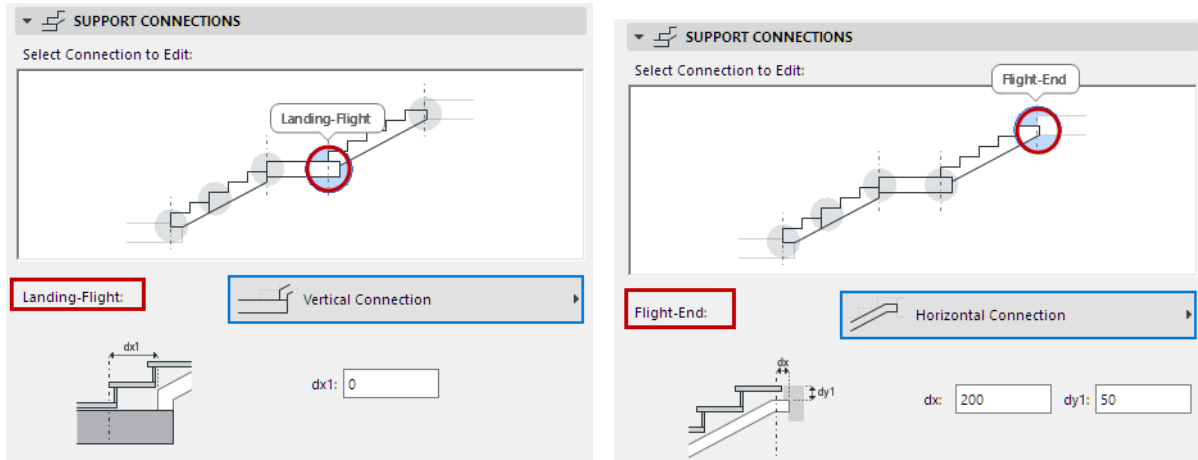 SUPPORT CONNECTIONS
Select Connection to Edit:
Landing-Flight
Landing-Flight:
Vertical Connection
dx1
dx1: 0
SUPPORT CONNECTIONS
Select Connection to Edit:
Flight-End
Flight-End:
Horizontal Connection
dx
dy1
dx: 200 dy1: 50